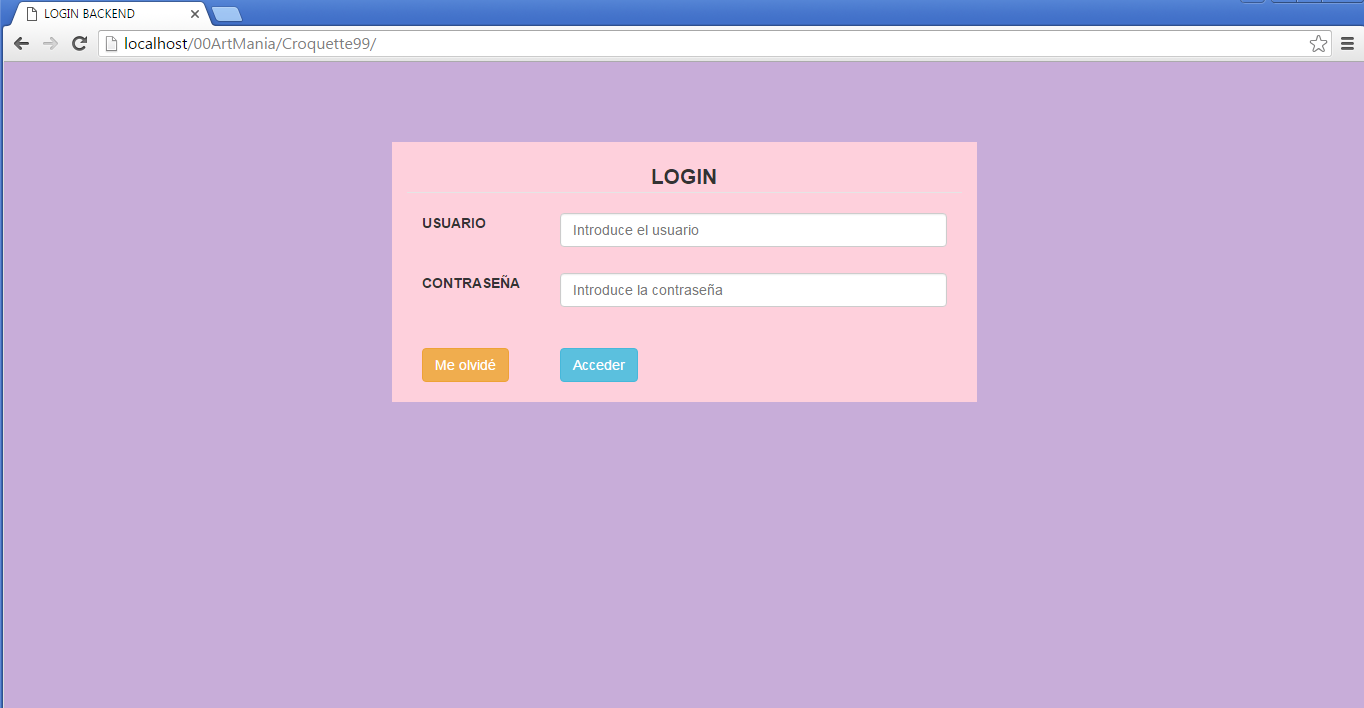 LOGIN BACKEND
localhost/00ArtMania/Croquette99/
LOGIN
USUARIO
Introduce el usuario
CONTRASEÑA
Introduce la contraseña
Me olvidé
Acceder